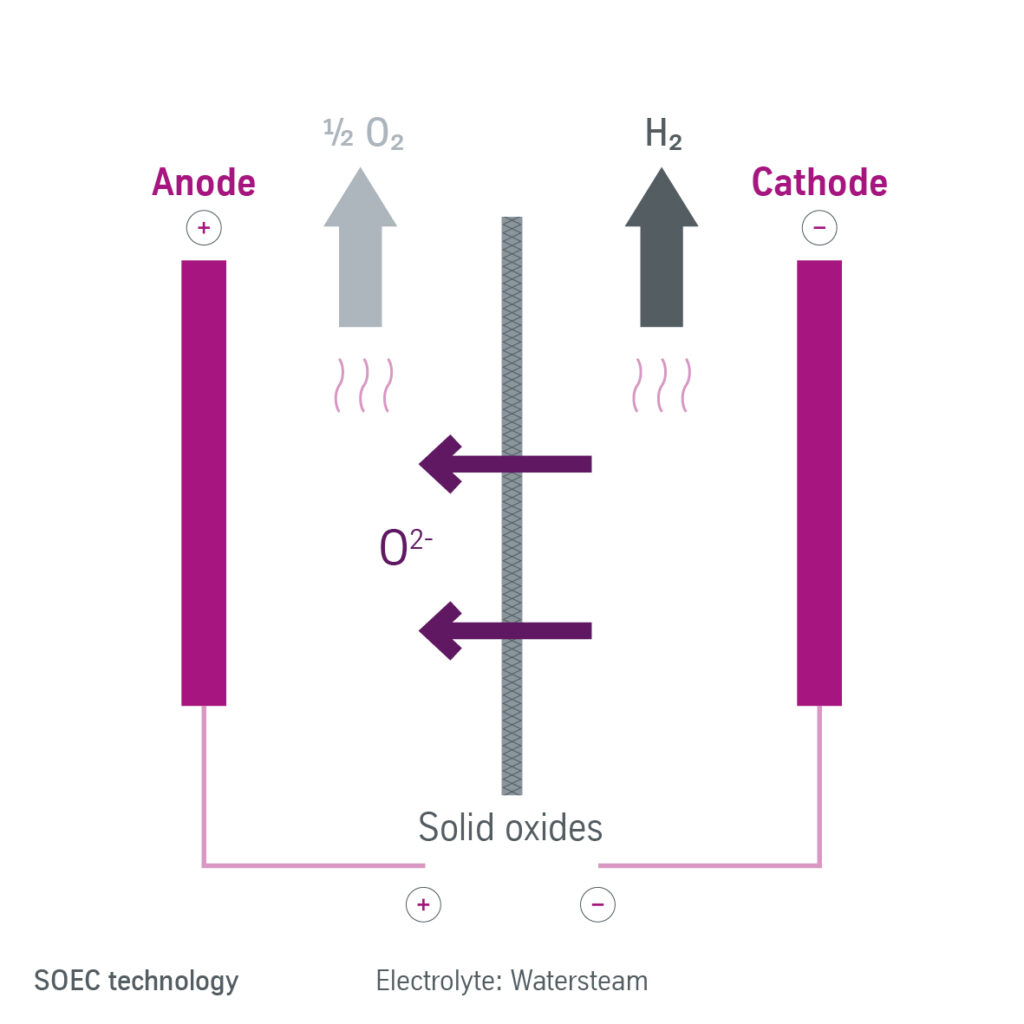 ½ O₂
H₂
Anode
Cathode
+
−
O²⁻
Solid oxides
+
−
SOEC technology
Electrolyte: Watersteam